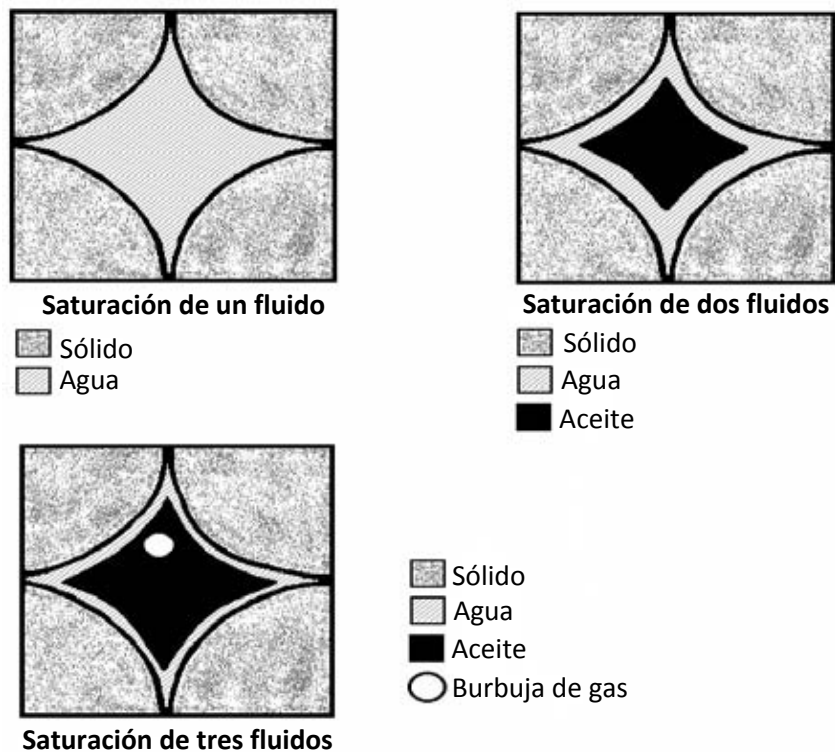 Saturación de un fluido
Sólido
Agua
Saturación de dos fluidos
Sólido
Agua
Aceite
Saturación de tres fluidos
Sólido
Agua
Aceite
Burbuja de gas